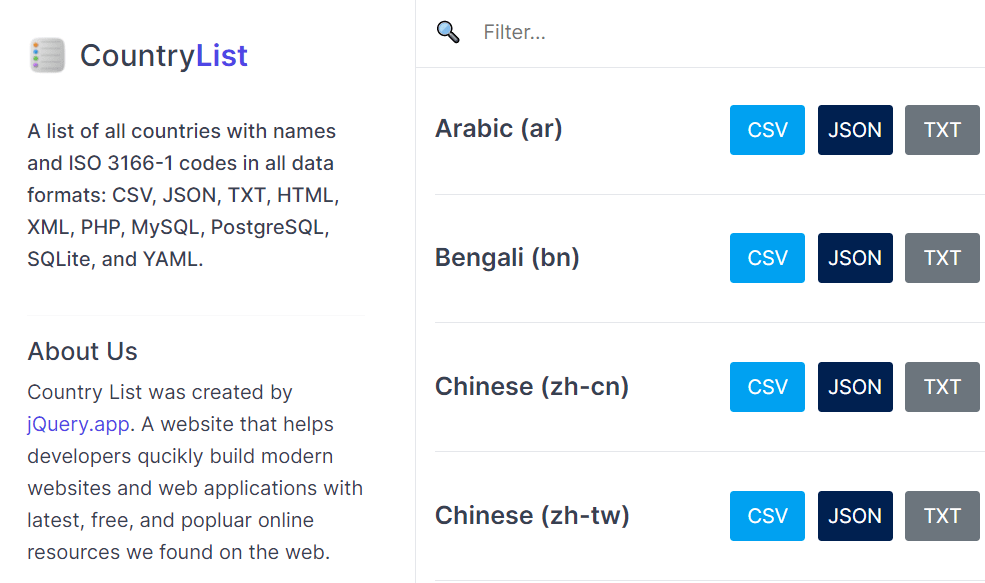 CountryList
A list of all countries with names
and ISO 3166-1 codes in all data
formats: CSV, JSON, TXT, HTML,
XML, PHP, MySQL, PostgreSQL,
SQLite, and YAML.
About Us
Country List was created by
jQuery.app. A website that helps
developers qucikly build modern
websites and web applications with
latest, free, and popluar online
resources we found on the web.
Filter...
Arabic (ar) CSV JSON TXT
Bengali (bn) CSV JSON TXT
Chinese (zh-cn) CSV JSON TXT
Chinese (zh-tw) CSV JSON TXT